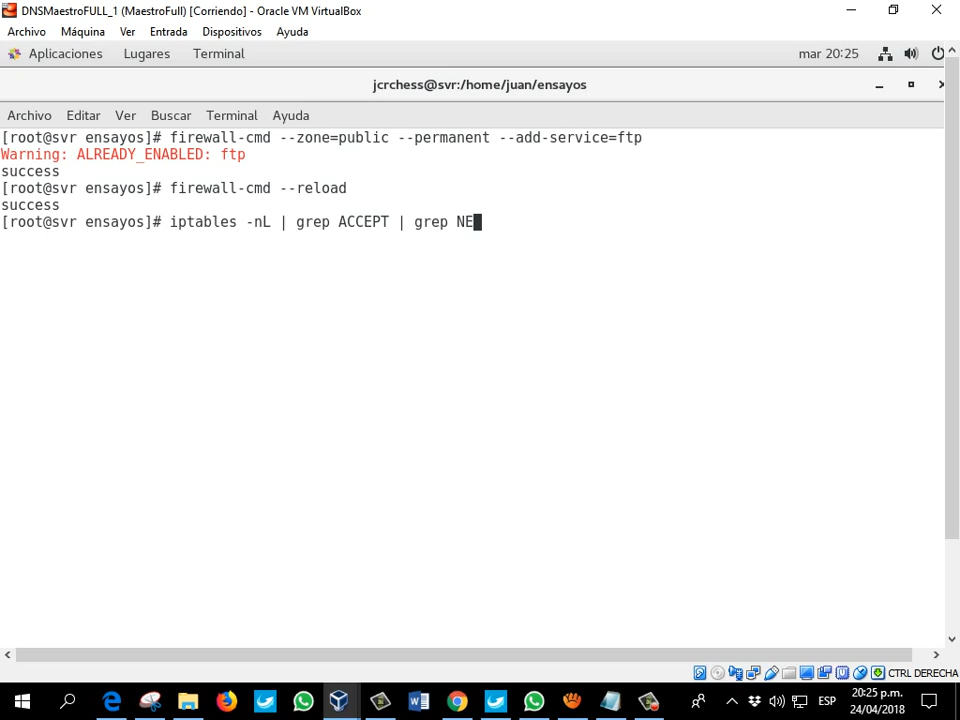 DNSMaestroFULL_1 (MaestroFull) [Corriendo] - Oracle VM VirtualBox
Archivo Máquina Ver Entrada Dispositivos Ayuda
Aplicaciones Lugares Terminal mar 20:25
jcrchess@svr:/home/juan/ensayos
Archivo Editar Ver Buscar Terminal Ayuda
[root@svr ensayos]# firewall-cmd --zone=public --permanent --add-service=ftp
Warning: ALREADY_ENABLED: ftp
success
[root@svr ensayos]# firewall-cmd --reload
success
[root@svr ensayos]# iptables -nL | grep ACCEPT | grep NE
CTRL DERECHA
ESP
20:25 p.m.
24/04/2018